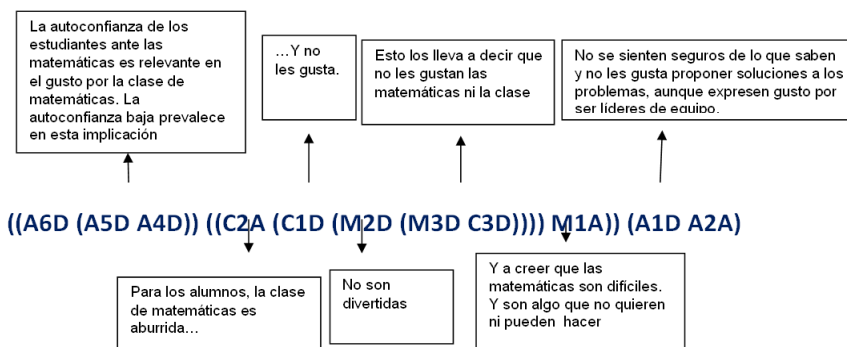 La autoconfianza de los
estudiantes ante las
matemáticas es relevante en
el gusto por la clase de
matemáticas. La
autoconfianza baja prevalece
en esta implicación
…Y no
les gusta.
Esto los lleva a decir que
no les gustan las
matemáticas ni la clase
No se sienten seguros de lo que saben
y no les gusta proponer soluciones a los
problemas, aunque expresen gusto por
ser líderes de equipo.
((A6D (A5D A4D)) ((C2A (C1D (M2D (M3D C3D)))) M1A)) (A1D A2A)
Para los alumnos, la clase
de matemáticas es
aburrida…
No son
divertidas
Y a creer que las
matemáticas son difíciles.
Y son algo que no quieren
ni pueden hacer